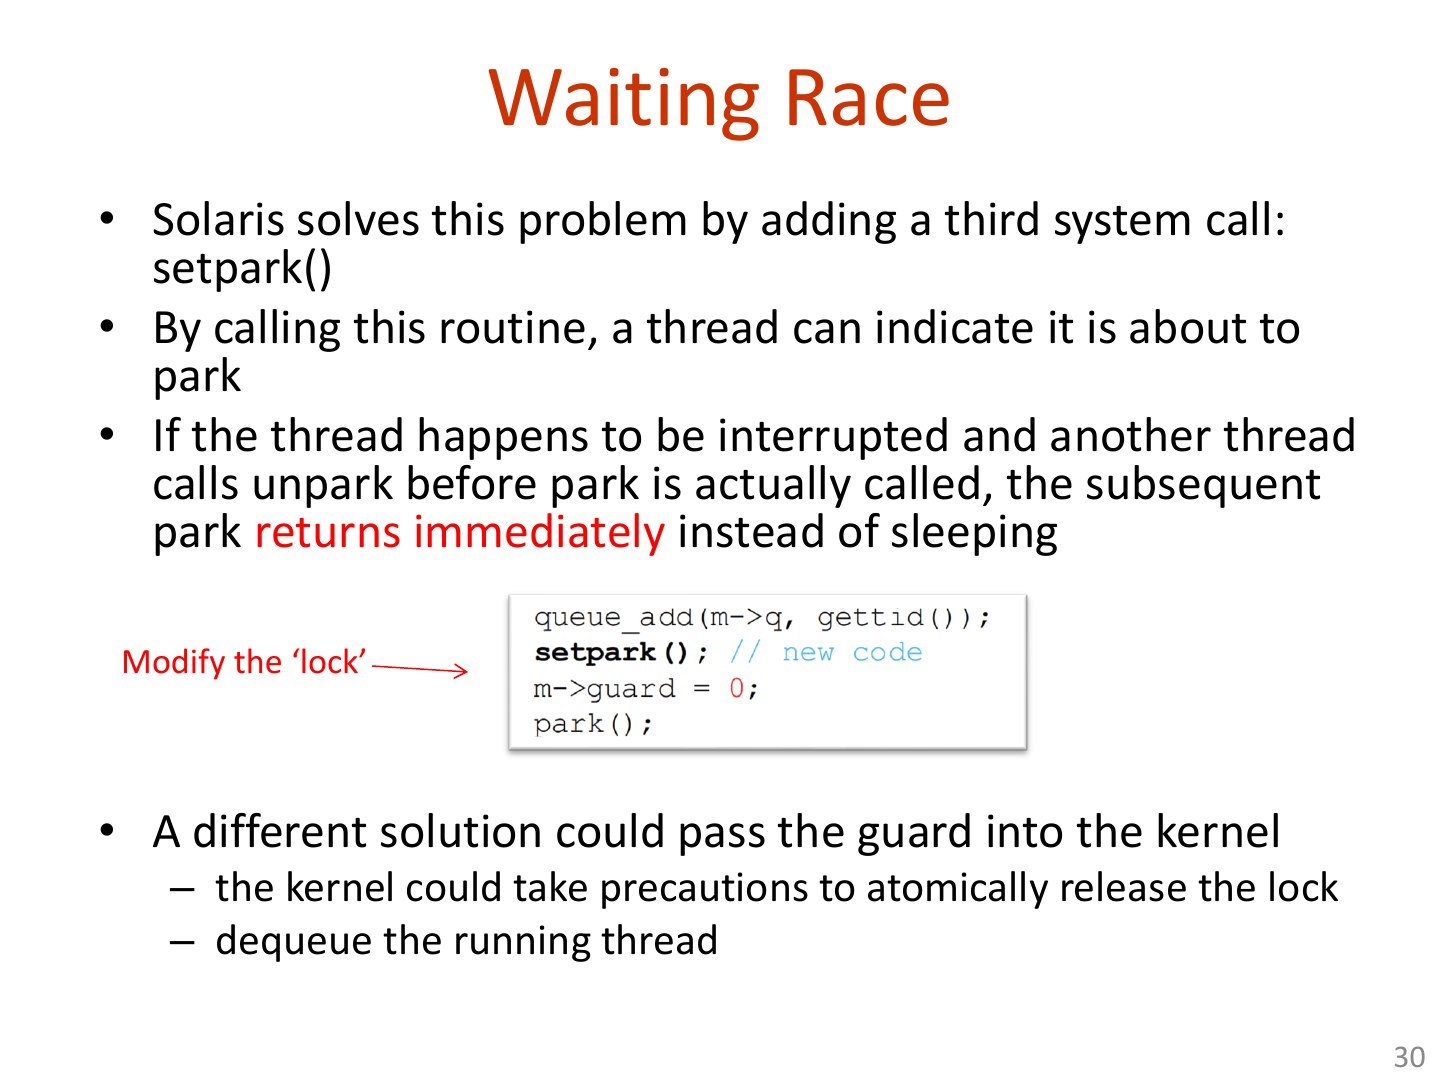 Waiting Race
• Solaris solves this problem by adding a third system call:
setpark()
• By calling this routine, a thread can indicate it is about to
park
• If the thread happens to be interrupted and another thread
calls unpark before park is actually called, the subsequent
park returns immediately instead of sleeping
queue_add(m->q, gettid());
setpark(); // new code
Modify the ‘lock’
m->guard = 0;
park();
• A different solution could pass the guard into the kernel
– the kernel could take precautions to atomically release the lock
– dequeue the running thread
30